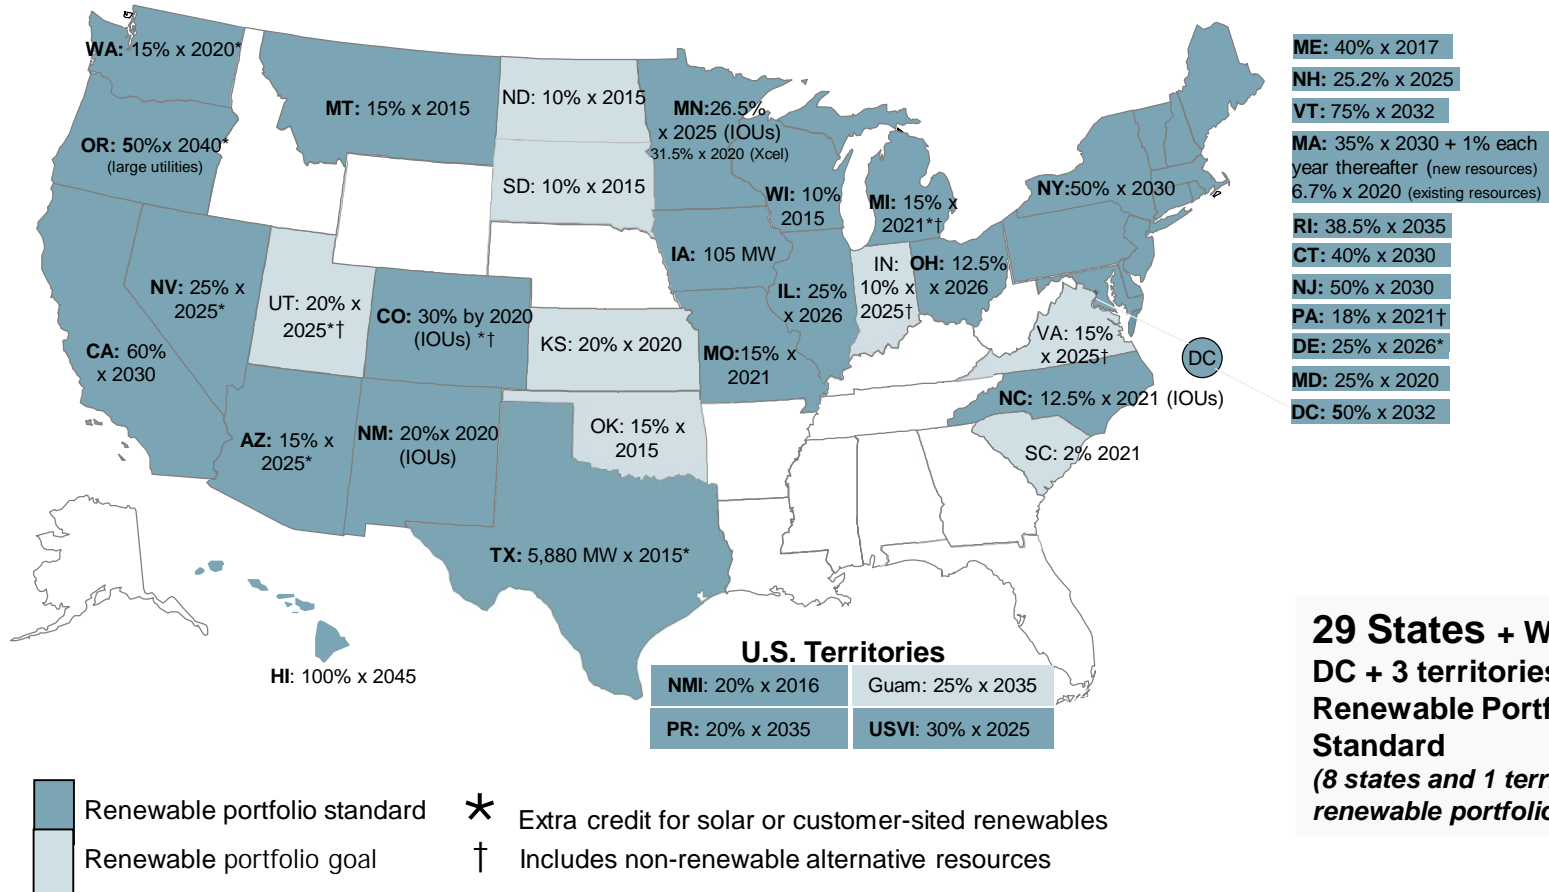 WA: 15% x 2020*
OR: 50%x 2040*
(large utilities)
MT: 15% x 2015
ND: 10% x 2015
SD: 10% x 2015
MN:26.5%
x 2025 (IOUs)
31.5% x 2020 (Xcel)
WI: 10%
2015
MI: 15% x
2021*†
NY:50% x 2030
IA: 105 MW
NV: 25% x
2025*
UT: 20% x
2025*†
CO: 30% by 2020
(IOUs) *†
KS: 20% x 2020
MO:15% x
2021
IL: 25%
x 2026
IN:
10% x
2025†
OH: 12.5%
x 2026
VA: 15%
x 2025†
DC
CA: 60%
x 2030
AZ: 15% x
2025*
NM: 20%x 2020
(IOUs)
OK: 15% x
2015
NC: 12.5% x 2021 (IOUs)
SC: 2% 2021
TX: 5,880 MW x 2015*
HI: 100% x 2045
ME: 40% x 2017
NH: 25.2% x 2025
VT: 75% x 2032
MA: 35% x 2030 + 1% each
year thereafter (new resources)
6.7% x 2020 (existing resources)
RI: 38.5% x 2035
CT: 40% x 2030
NJ: 50% x 2030
PA: 18% x 2021†
DE: 25% x 2026*
MD: 25% x 2020
DC: 50% x 2032
U.S. Territories
NMI: 20% x 2016
Guam: 25% x 2035
PR: 20% x 2035
USVI: 30% x 2025
29 States + W
DC + 3 territories
Renewable Portf
Standard
(8 states and 1 terr
renewable portfolio
Renewable portfolio standard
Renewable portfolio goal
* Extra credit for solar or customer-sited renewables
† Includes non-renewable alternative resources